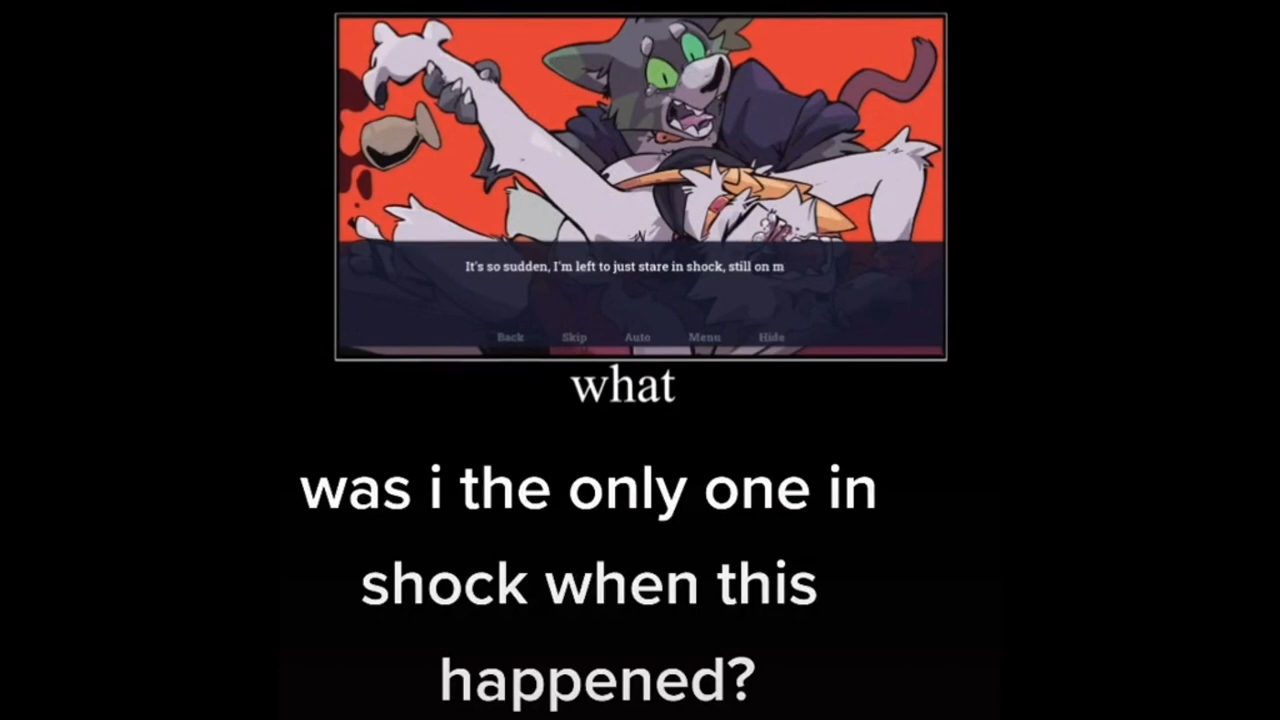 It's so sudden, I'm left to just stare in shock, still on m
Back Skip Auto Menu Hide
what
was i the only one in
shock when this
happened?